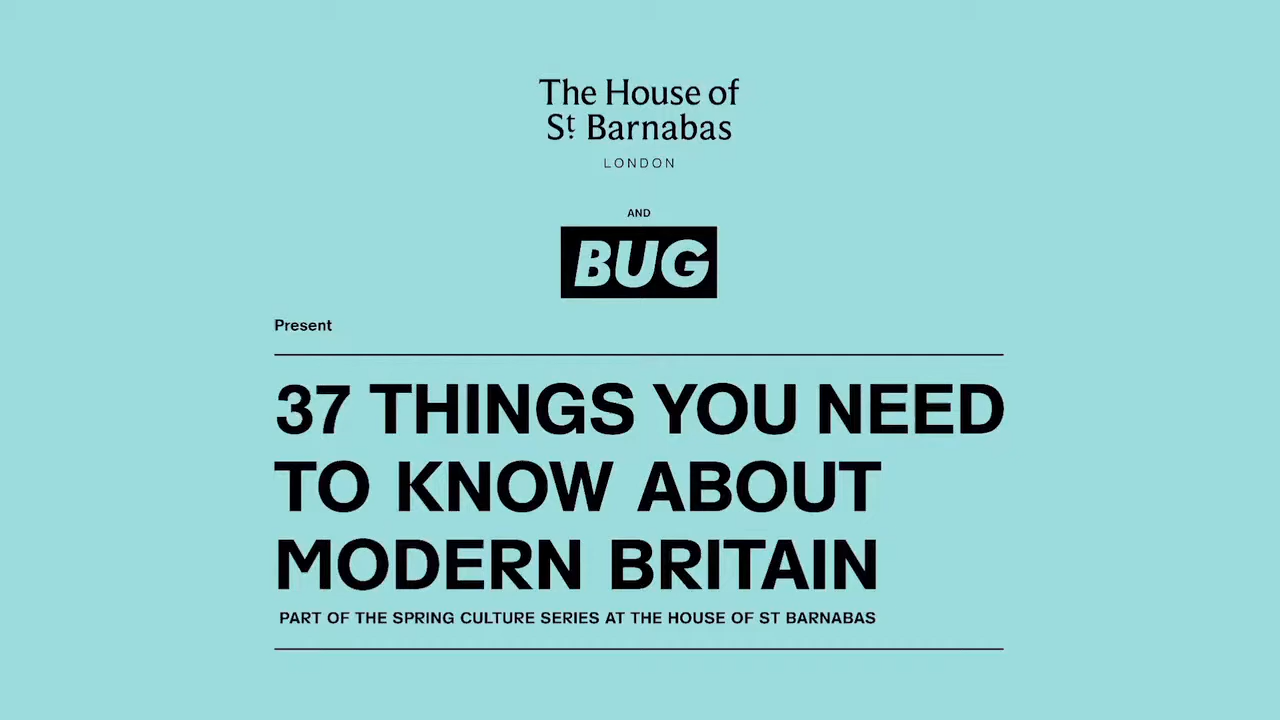 The House of
St Barnabas
LONDON
AND
BUG
Present
37 THINGS YOU NEED
TO KNOW ABOUT
MODERN BRITAIN
PART OF THE SPRING CULTURE SERIES AT THE HOUSE OF ST BARNABAS